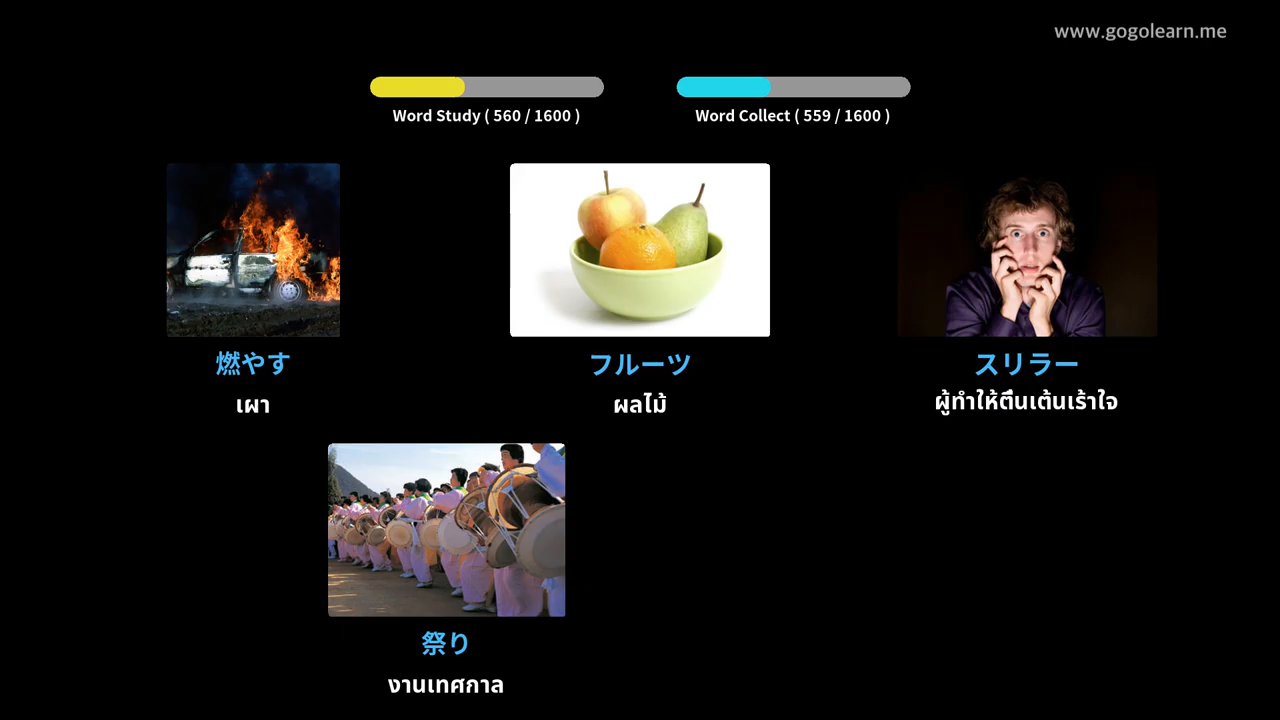 www.gogolearn.me
Word Study ( 560 / 1600 )
Word Collect ( 559 / 1600 )
燃やす
เผา
フルーツ
ผลไม้
スリラー
ผู้ทำให้ตืนเต้นเร้าใจ
祭り
งานเทศกาล